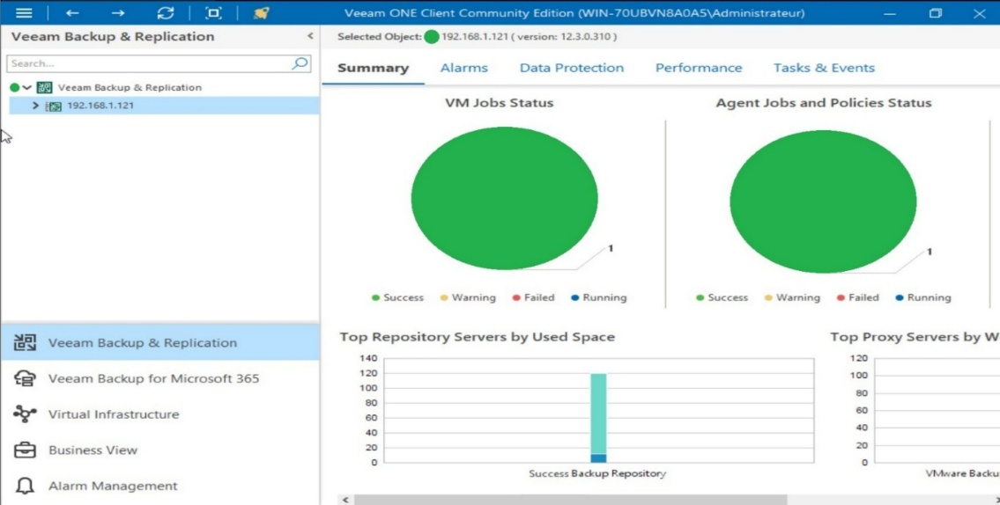 Veeam ONE Client Community Edition (WIN-70UBVN8A0A5\Administrateur)
Veeam Backup & Replication
Selected Object: 192.168.1.121 ( version: 12.3.0.310 )
Search...
Summary Alarms Data Protection Performance Tasks & Events
Veeam Backup & Replication
192.168.1.121
VM Jobs Status
1
Success Warning Failed Running
Agent Jobs and Policies Status
1
Success Warning Failed Running
Veeam Backup & Replication
Veeam Backup for Microsoft 365
Virtual Infrastructure
Business View
Alarm Management
Top Repository Servers by Used Space
140
120
100
80
60
40
20
0
Success Backup Repository
Top Proxy Servers by W
120
100
80
60
40
20
0
VMware Backu